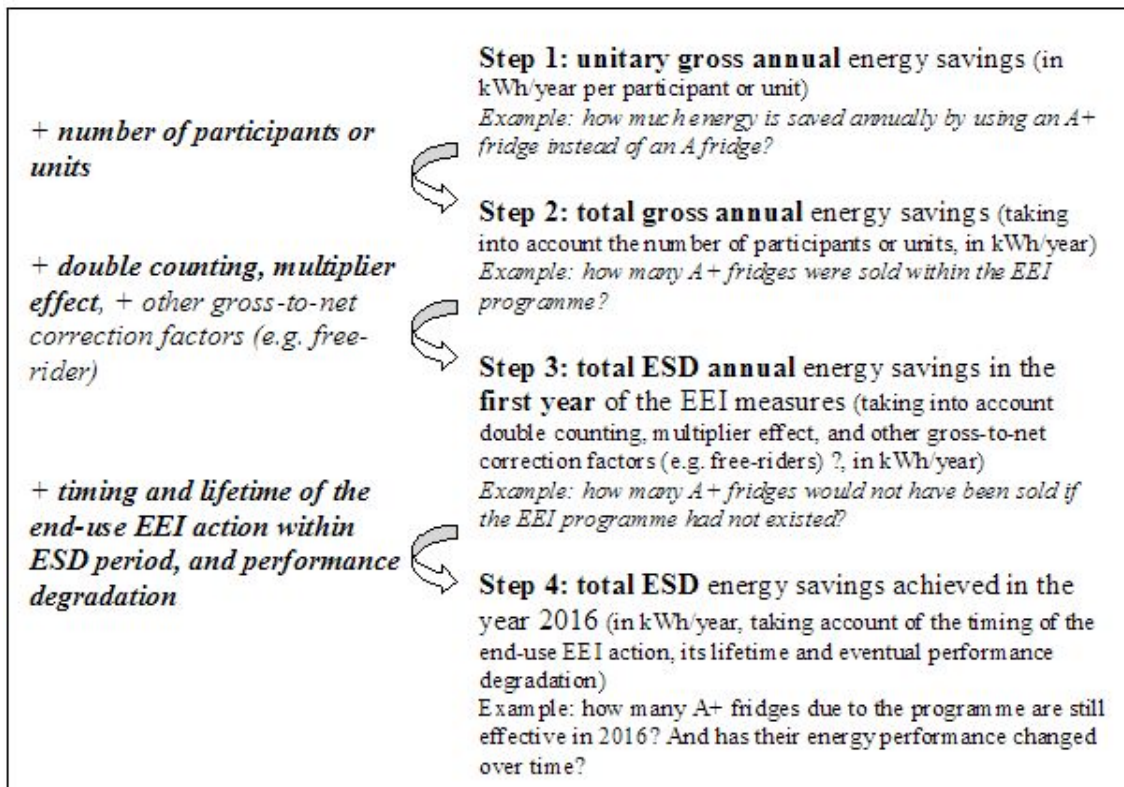 Step 1: unitary gross annual energy savings (in
kWh/year per participant or unit)
Example: how much energy is saved annually by using an A+
fridge instead of an A fridge?
+ number of participants or
units
Step 2: total gross annual energy savings (taking
into account the number of participants or units, in kWh/year)
Example: how many A+ fridges were sold within the EEI
programme?
+ double counting, multiplier
effect, + other gross-to-net
correction factors (e.g. free-
rider)
Step 3: total ESD annual energy savings in the
first year of the EEI measures (taking into account
double counting, multiplier effect, and other gross-to-net
correction factors (e.g. free-riders) ?, in kWh/year)
Example: how many A+ fridges would not have been sold if
the EEI programme had not existed?
+ timing and lifetime of the
end-use EEI action within
ESD period, and performance
degradation
Step 4: total ESD energy savings achieved in the
year 2016 (in kWh/year, taking account of the timing of the
end-use EEI action, its lifetime and eventual performance
degradation)
Example: how many A+ fridges due to the programme are still
effective in 2016? And has their energy performance changed
over time?